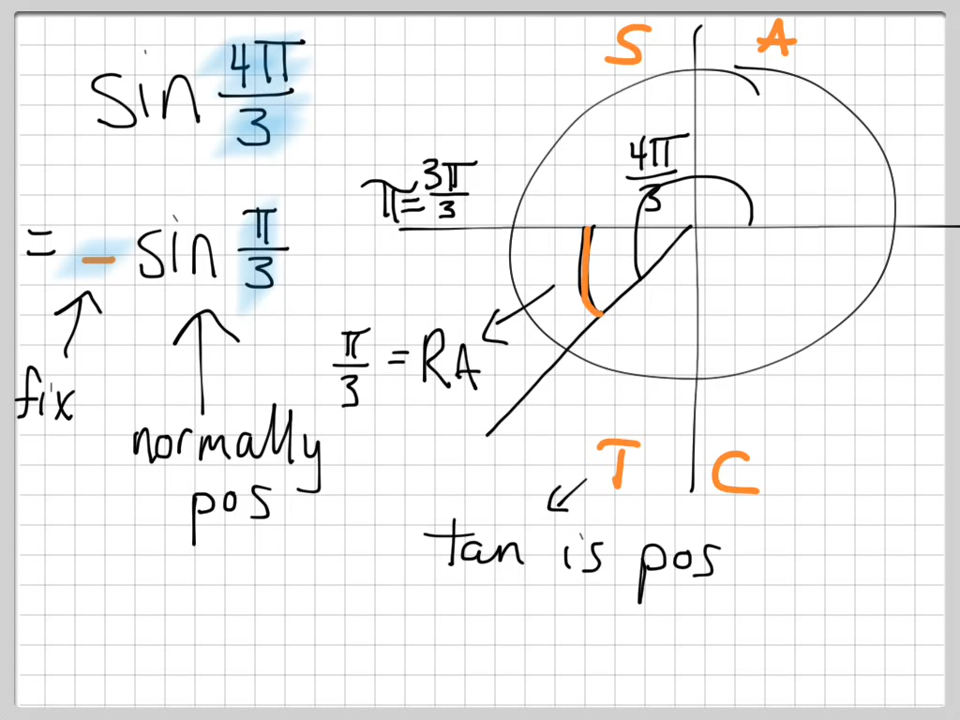 sin 4π/3
= - sin π/3
fix
normally
pos
S A
4π/3
π = 3π/3
π/3 = RA
T C
tan is pos